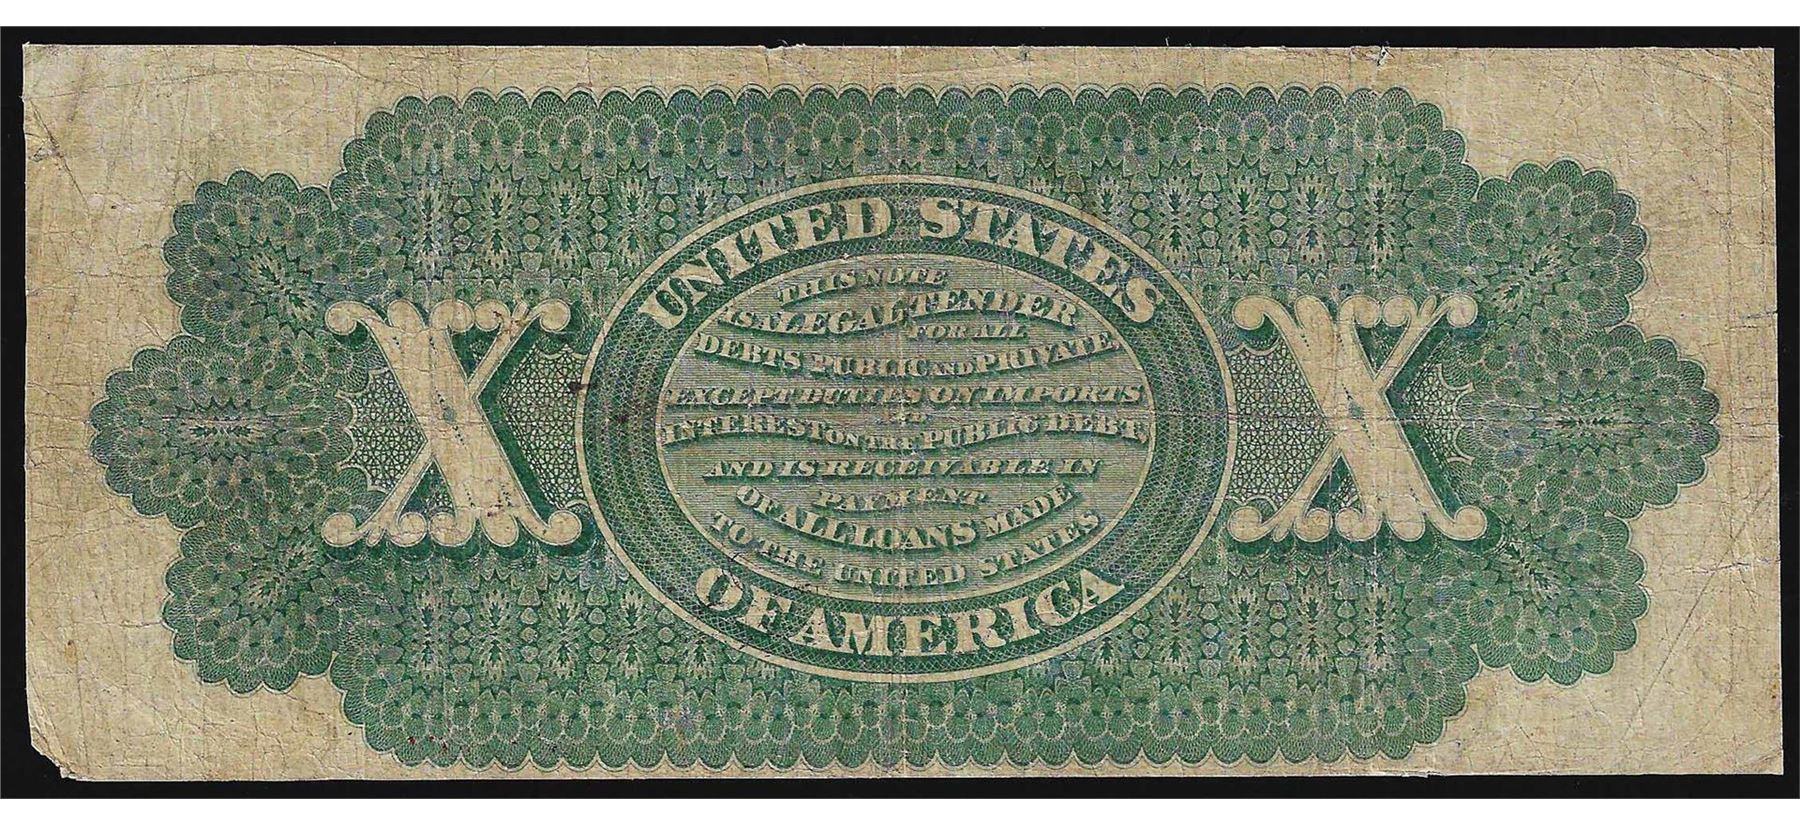 UNITED STATES
THIS NOTE
IS A LEGAL TENDER
FOR ALL
DEBTS PUBLIC AND PRIVATE,
EXCEPT DUTIES ON IMPORTS
&
INTEREST ON THE PUBLIC DEBT,
AND IS RECEIVABLE IN
PAYMENT
OF ALL LOANS MADE
TO THE UNITED STATES
OF AMERICA
X X